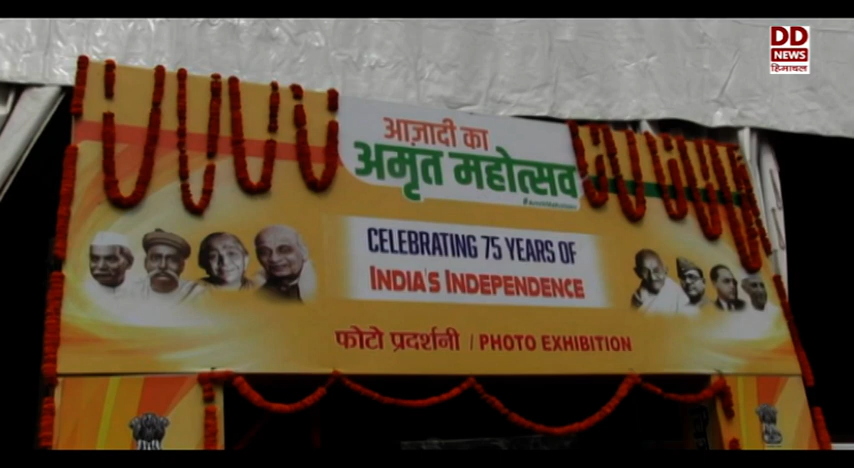 DD
NEWS
हिमाचल
आज़ादी का
अमृत महोत्सव
CELEBRATING 75 YEARS OF
INDIA'S INDEPENDENCE
फोटो प्रदर्शनी / PHOTO EXHIBITION